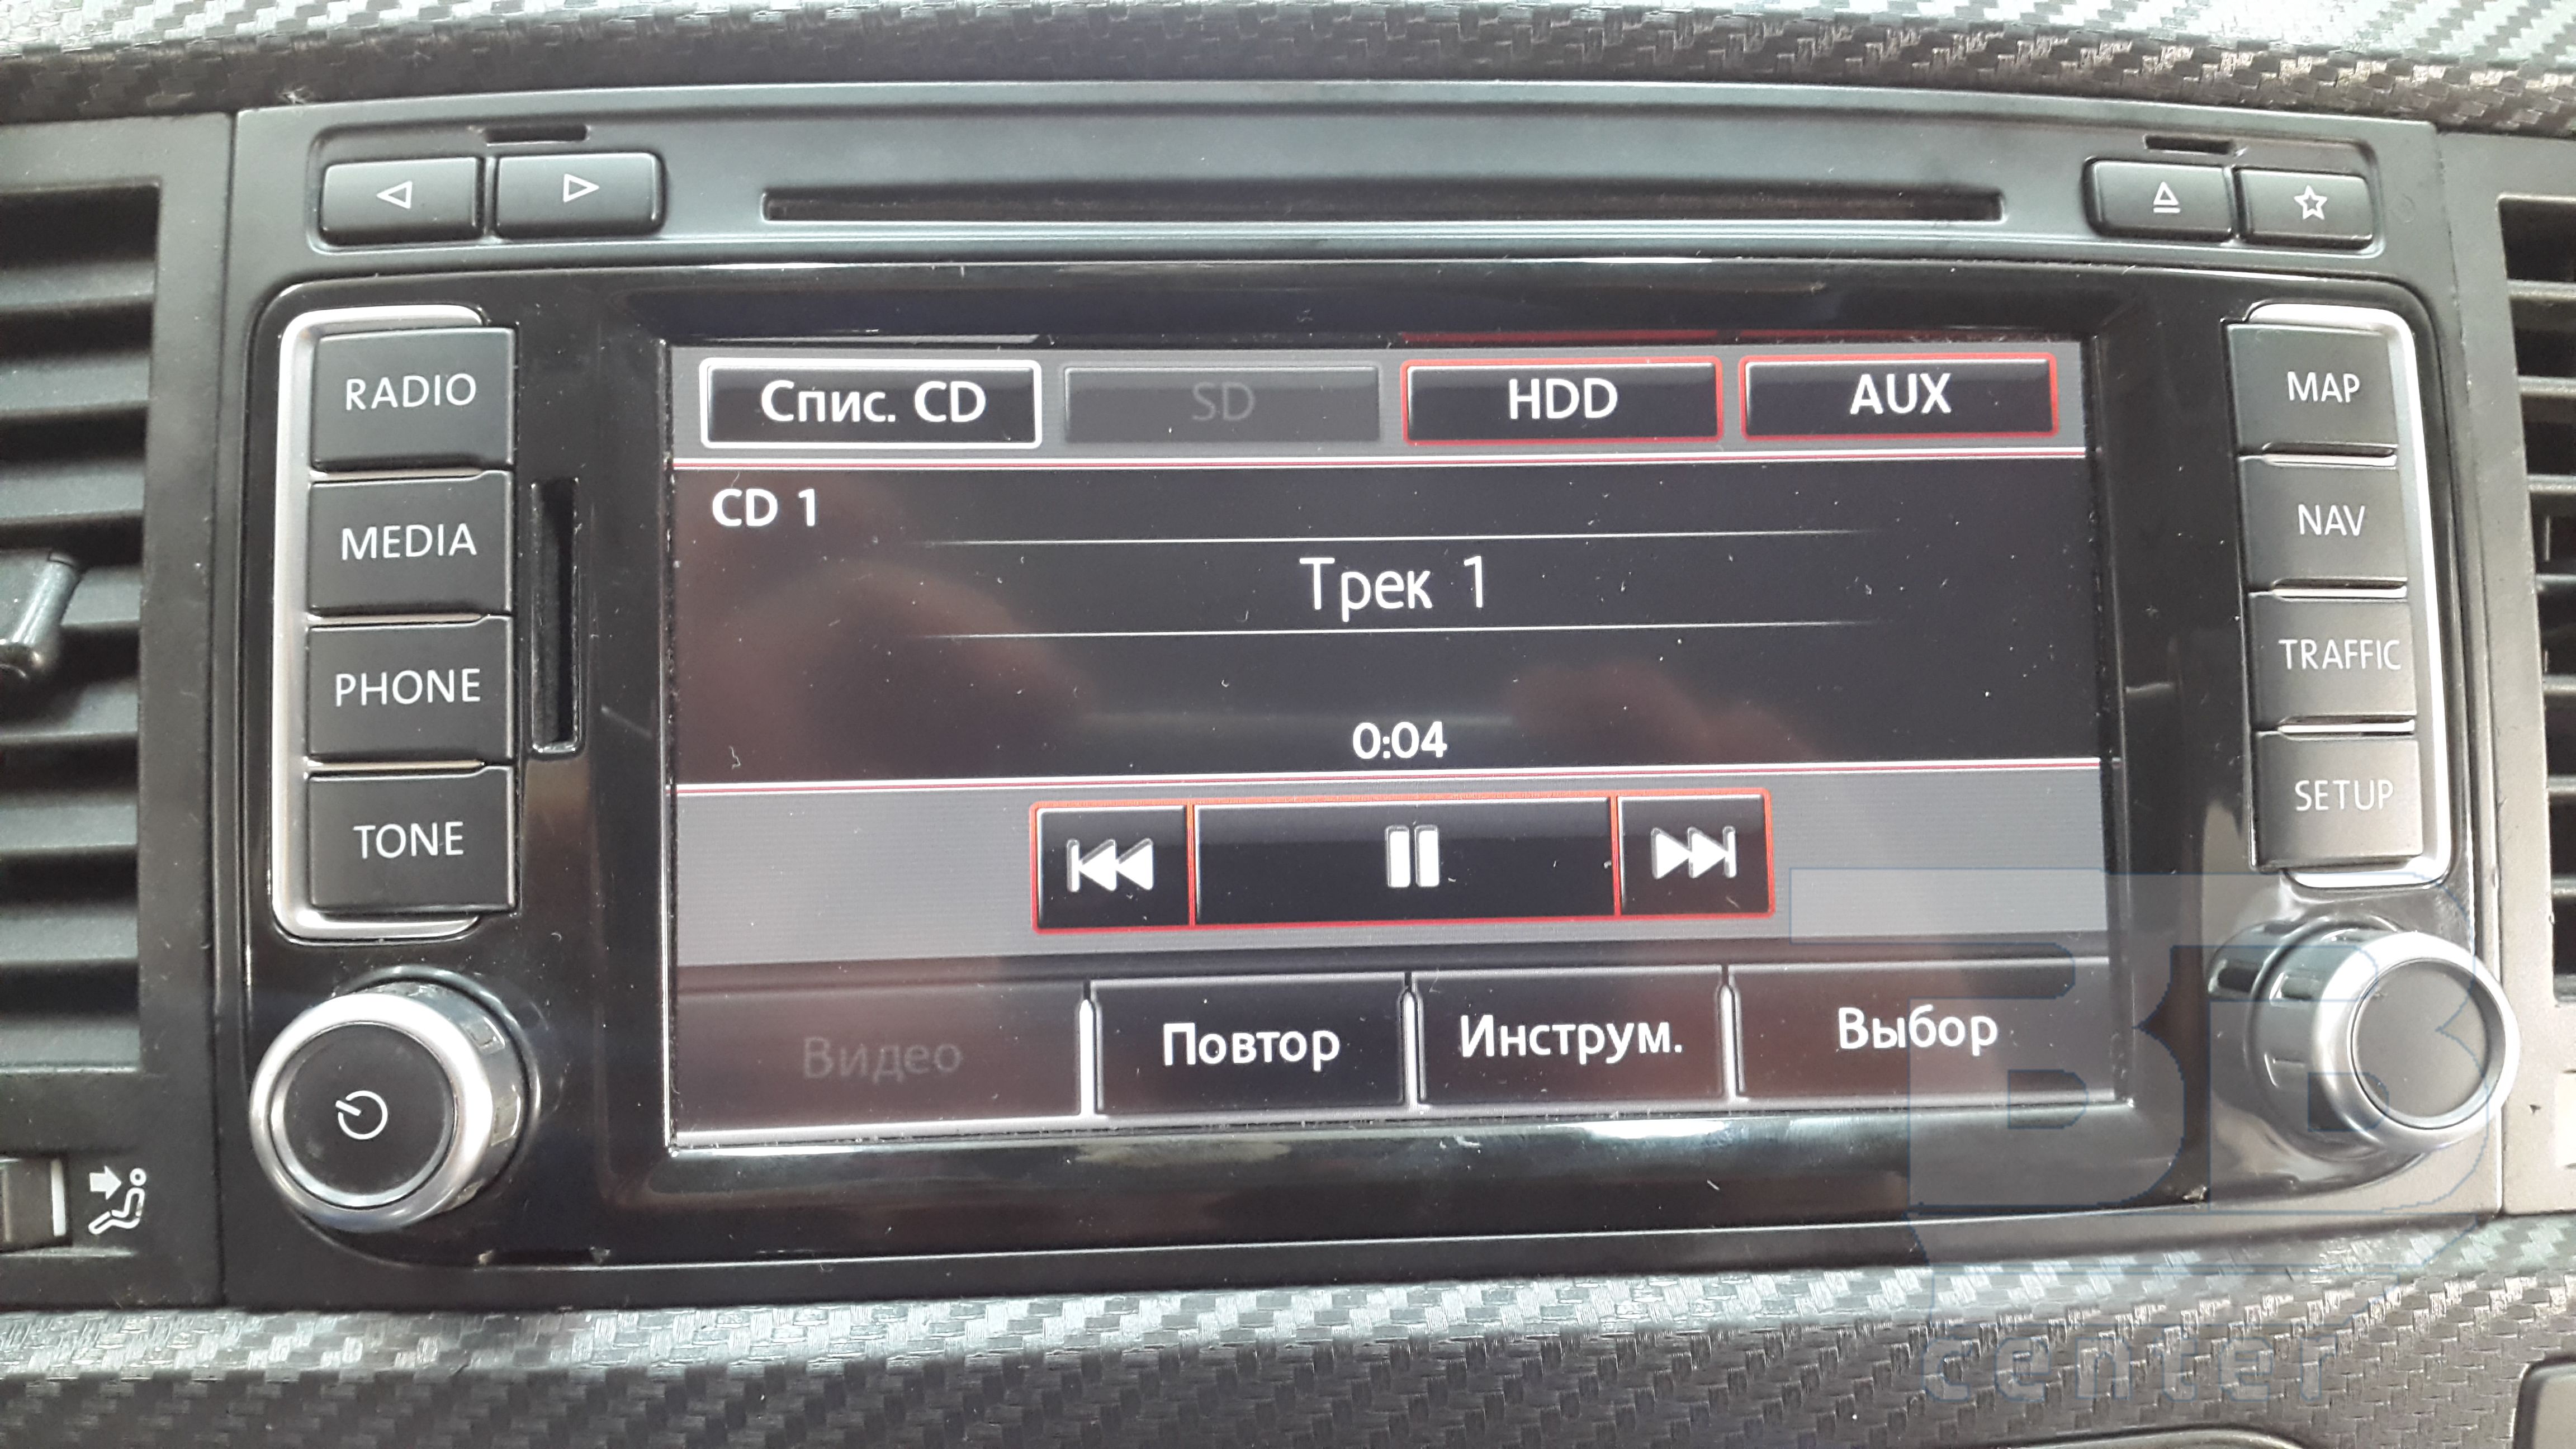 RADIO
MEDIA
PHONE
TONE
Спис. CD
SD
HDD
AUX
CD 1
Трек 1
0:04
Видео
Повтор
Инструм.
Выбор
MAP
NAV
TRAFFIC
SETUP
BB
center